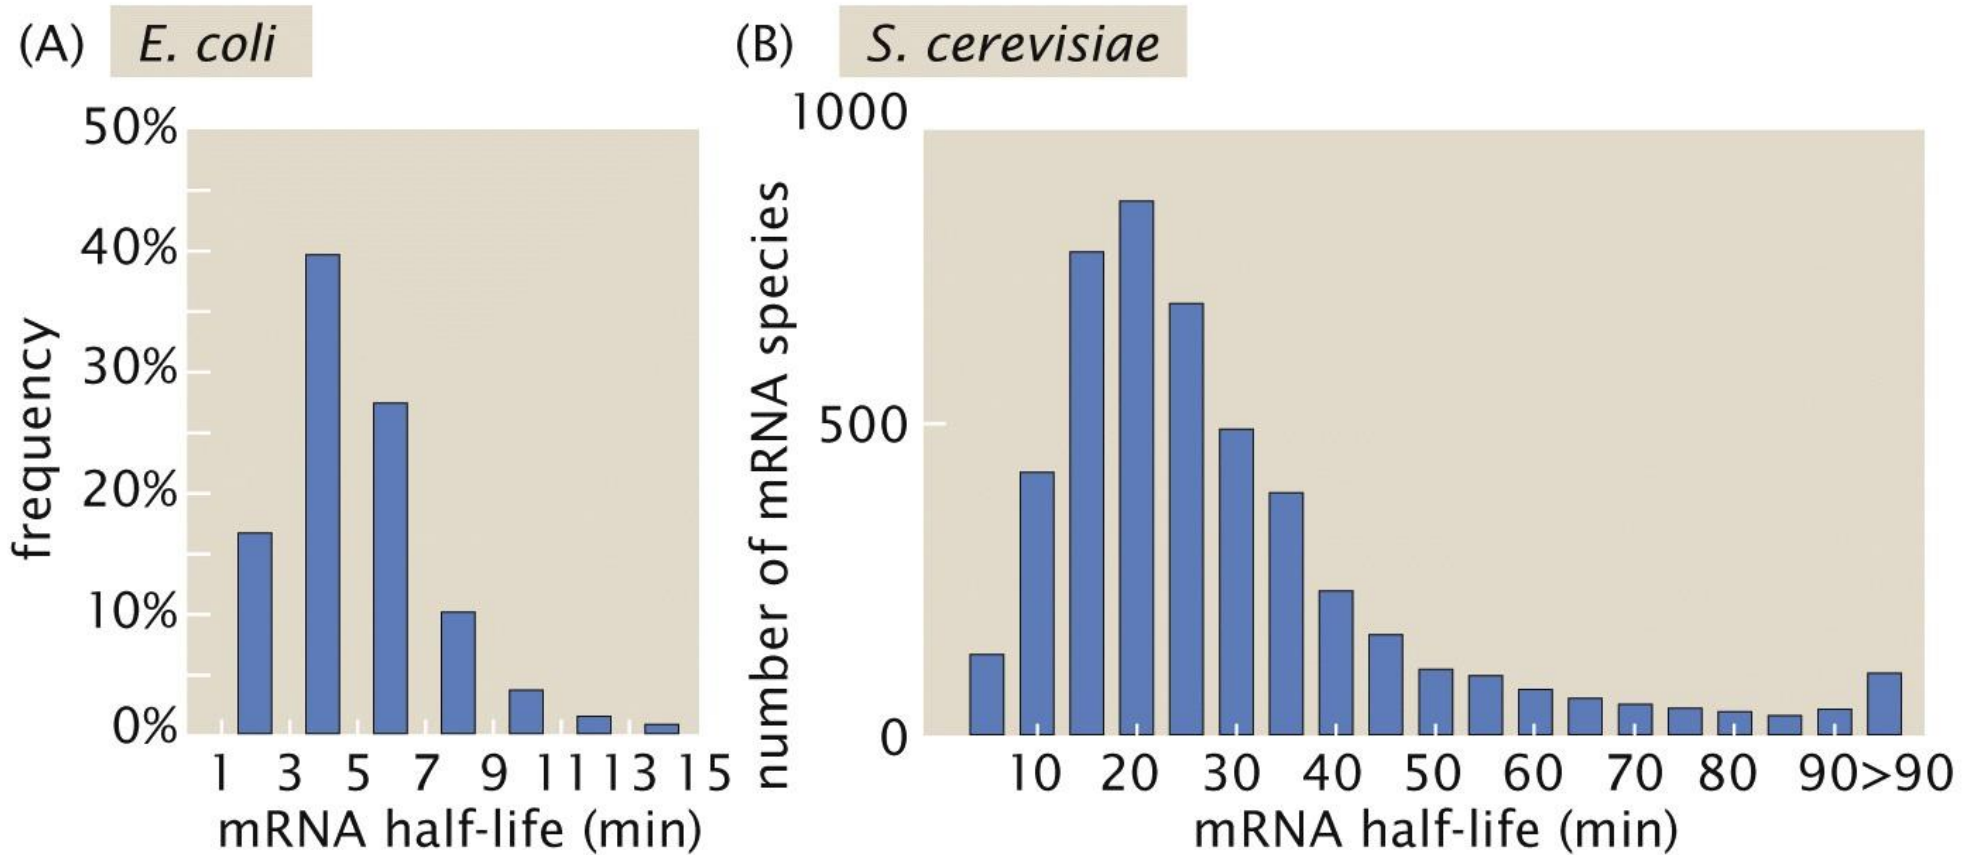 (A) E. coli
50%
40%
30%
20%
10%
0%
frequency
1 3 5 7 9 11 13 15
mRNA half-life (min)
(B) S. cerevisiae
1000
500
0
number of mRNA species
10 20 30 40 50 60 70 80 90 >90
mRNA half-life (min)